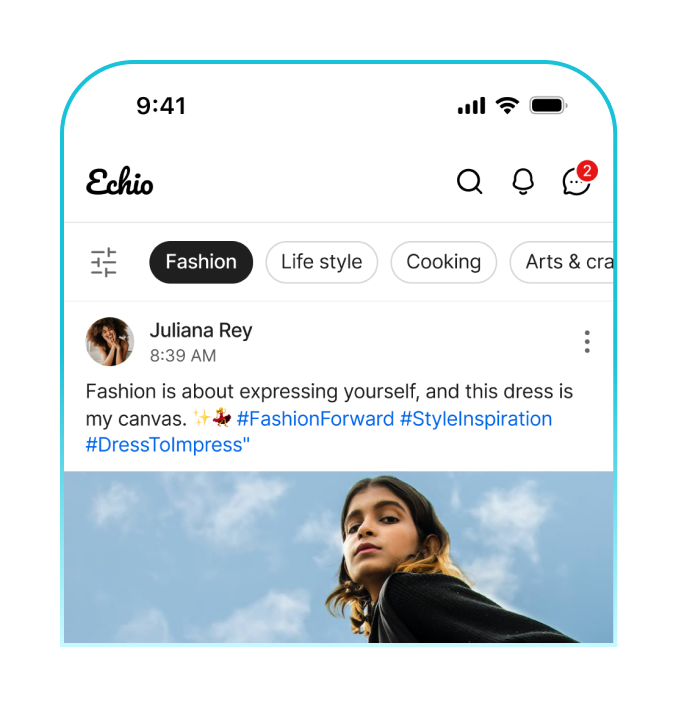 9:41
Echio
2
Fashion Life style Cooking Arts & cra
Juliana Rey
8:39 AM
Fashion is about expressing yourself, and this dress is
my canvas. ✨💃 #FashionForward #StyleInspiration
#DressToImpress"